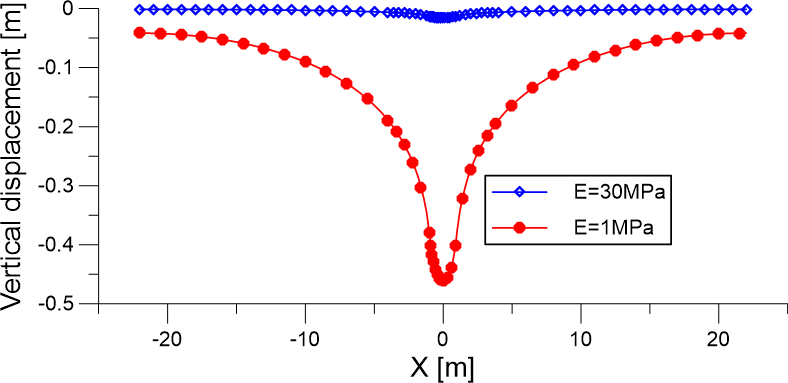 Vertical displacement [m]
0
-0.1
-0.2
-0.3
-0.4
-0.5
E=30MPa
E=1MPa
-20 -10 0 10 20
X [m]